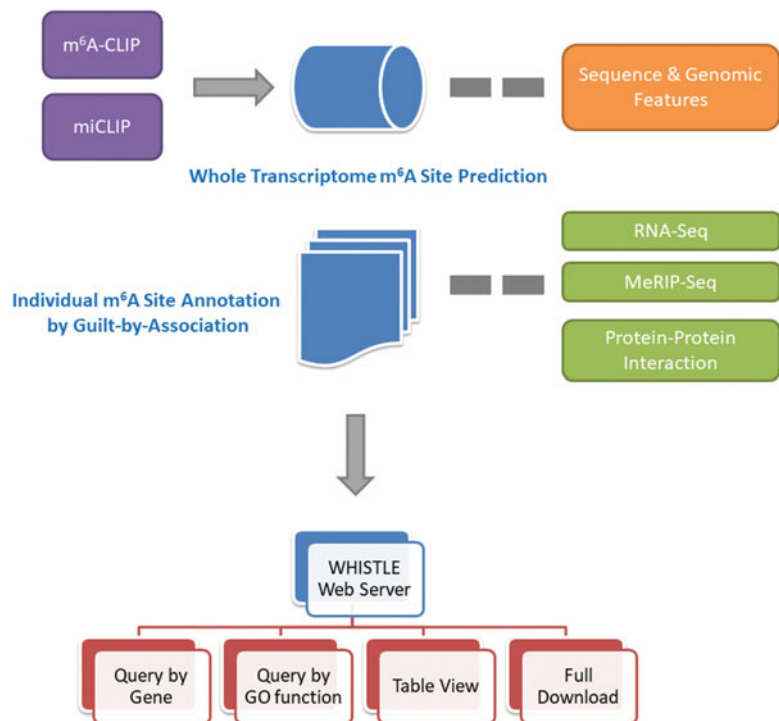 m⁶A-CLIP
miCLIP
Sequence & Genomic
Features
Whole Transcriptome m⁶A Site Prediction
Individual m⁶A Site Annotation
by Guilt-by-Association
RNA-Seq
MeRIP-Seq
Protein-Protein
Interaction
WHISTLE
Web Server
Query by
Gene
Query by
GO function
Table View
Full
Download